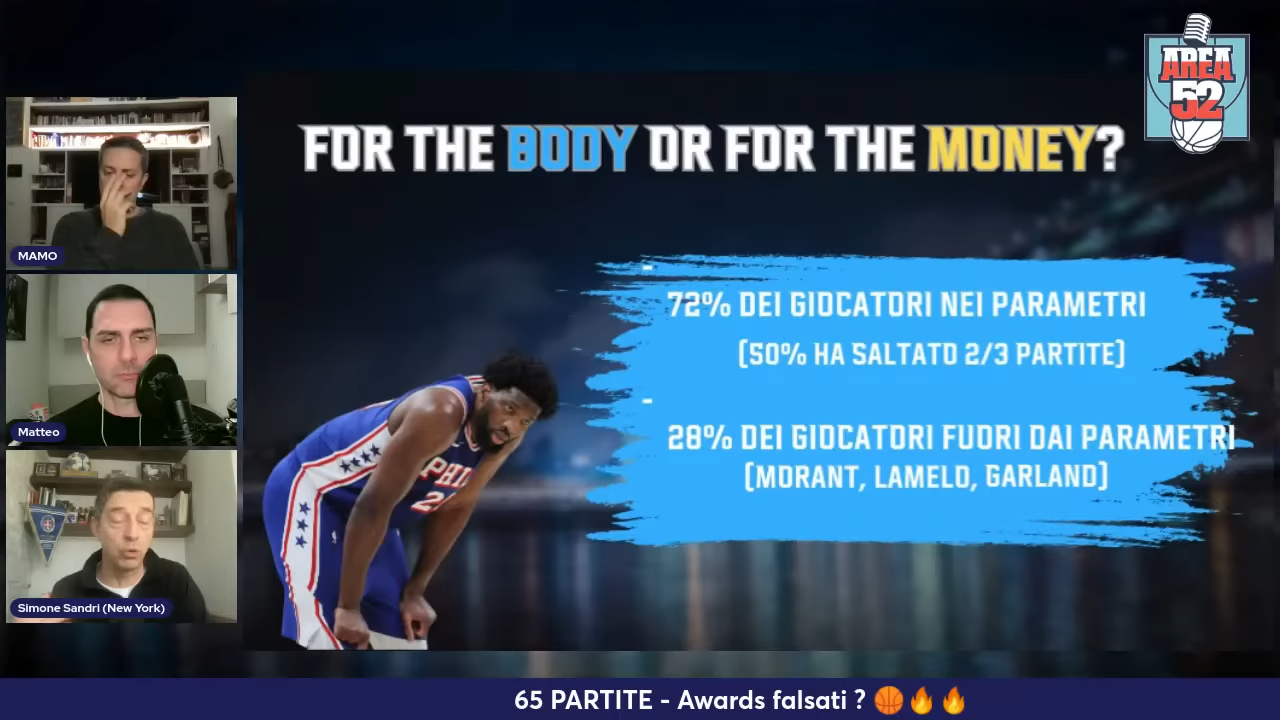 AREA
52
FOR THE BODY OR FOR THE MONEY?
MAMO
Matteo
Simone Sandri (New York)
-
72% DEI GIOCATORI NEI PARAMETRI
(50% HA SALTATO 2/3 PARTITE)
-
28% DEI GIOCATORI FUORI DAI PARAMETRI
(MORANT, LAMELO, GARLAND)
PHIL
21
65 PARTITE - Awards falsati ? 🏀🔥🔥